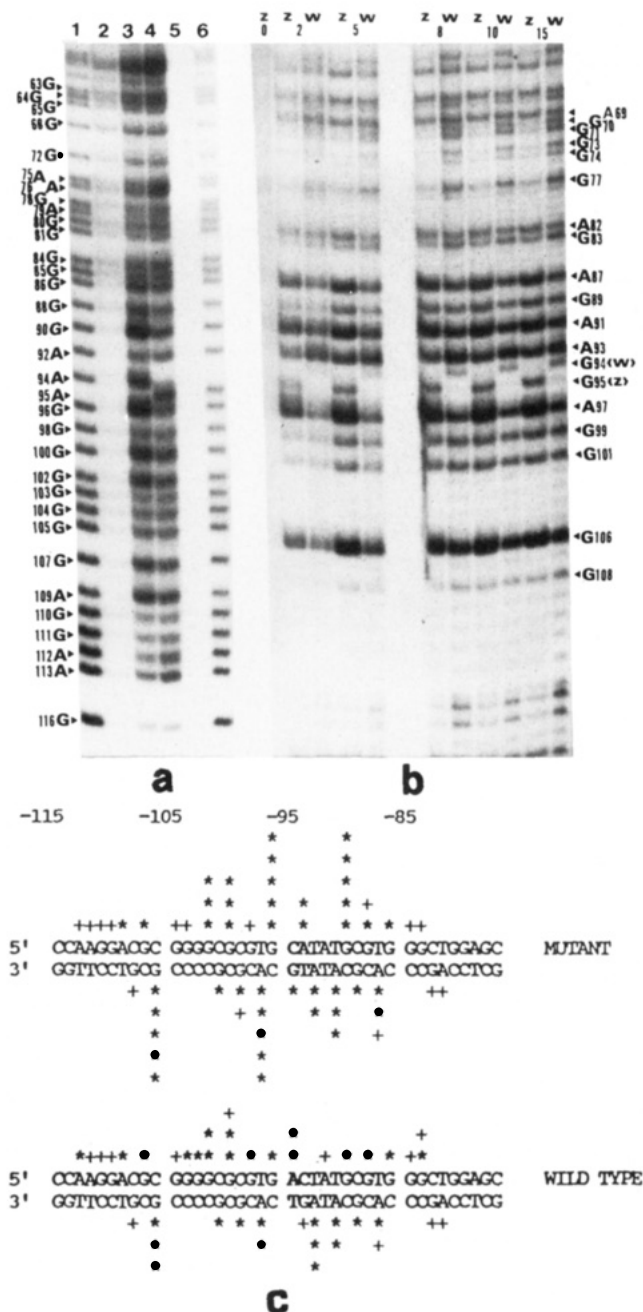 1 2 3 4 5 6
z z w z w z w z w z w
0 2 5 8 10 15
63G
64G
65G
68G
72G
75A
76A
78G
79A
80G
81G
84G
85G
86G
88G
90G
92A
94A
95A
96G
98G
100G
102G
103G
104G
105G
107G
109A
110G
111G
112A
113A
116G
A69
G70
G71
G73
G74
G77
A82
G83
A87
G89
A91
A93
G94(W)
G95(Z)
A97
G99
G101
G106
G108
a b
-115 -105 -95 -85
5' CCAAGGACGC GGGGCGCGTG CATATGCGTG GGCTGGAGC MUTANT
3' GGTTCCTGCG CCCCGCGCAC GTATACGCAC CCGACCTCG
5' CCAAGGACGC GGGGCGCGTG ACTATGCGTG GGCTGGAGC WILD TYPE
3' GGTTCCTGCG CCCCGCGCAC TGATACGCAC CCGACCTCG
c